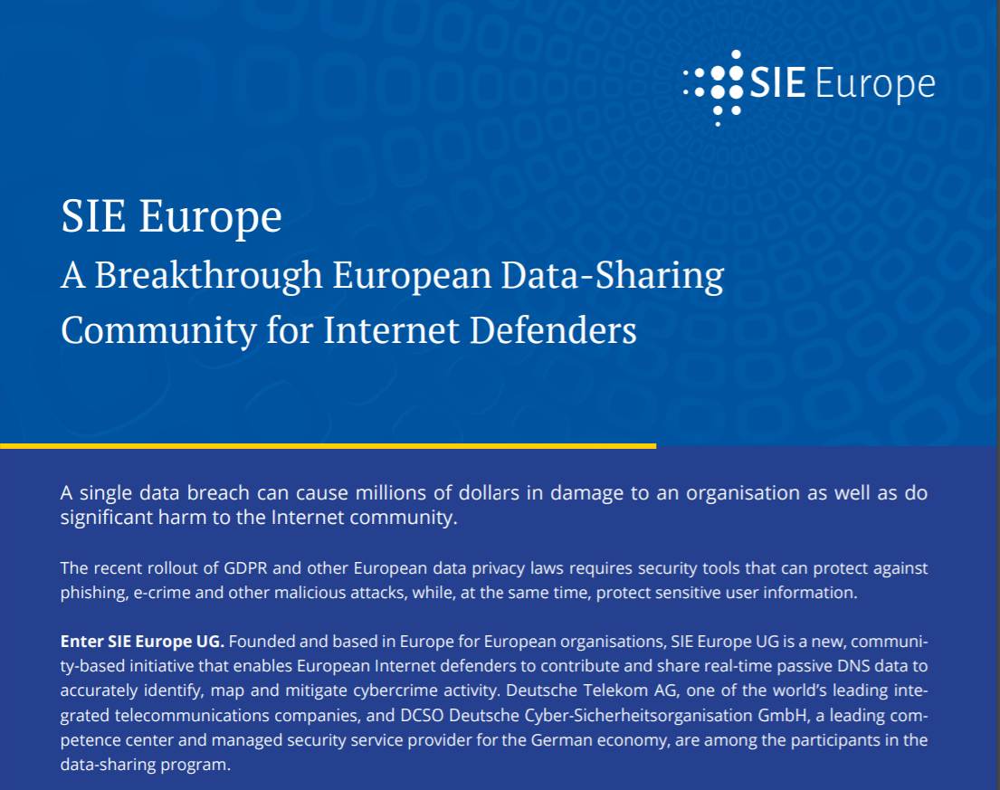 SIE Europe
SIE Europe
A Breakthrough European Data-Sharing
Community for Internet Defenders
A single data breach can cause millions of dollars in damage to an organisation as well as do
significant harm to the Internet community.
The recent rollout of GDPR and other European data privacy laws requires security tools that can protect against
phishing, e-crime and other malicious attacks, while, at the same time, protect sensitive user information.
Enter SIE Europe UG. Founded and based in Europe for European organisations, SIE Europe UG is a new, communi-
ty-based initiative that enables European Internet defenders to contribute and share real-time passive DNS data to
accurately identify, map and mitigate cybercrime activity. Deutsche Telekom AG, one of the world's leading inte-
grated telecommunications companies, and DCSO Deutsche Cyber-Sicherheitsorganisation GmbH, a leading com-
petence center and managed security service provider for the German economy, are among the participants in the
data-sharing program.